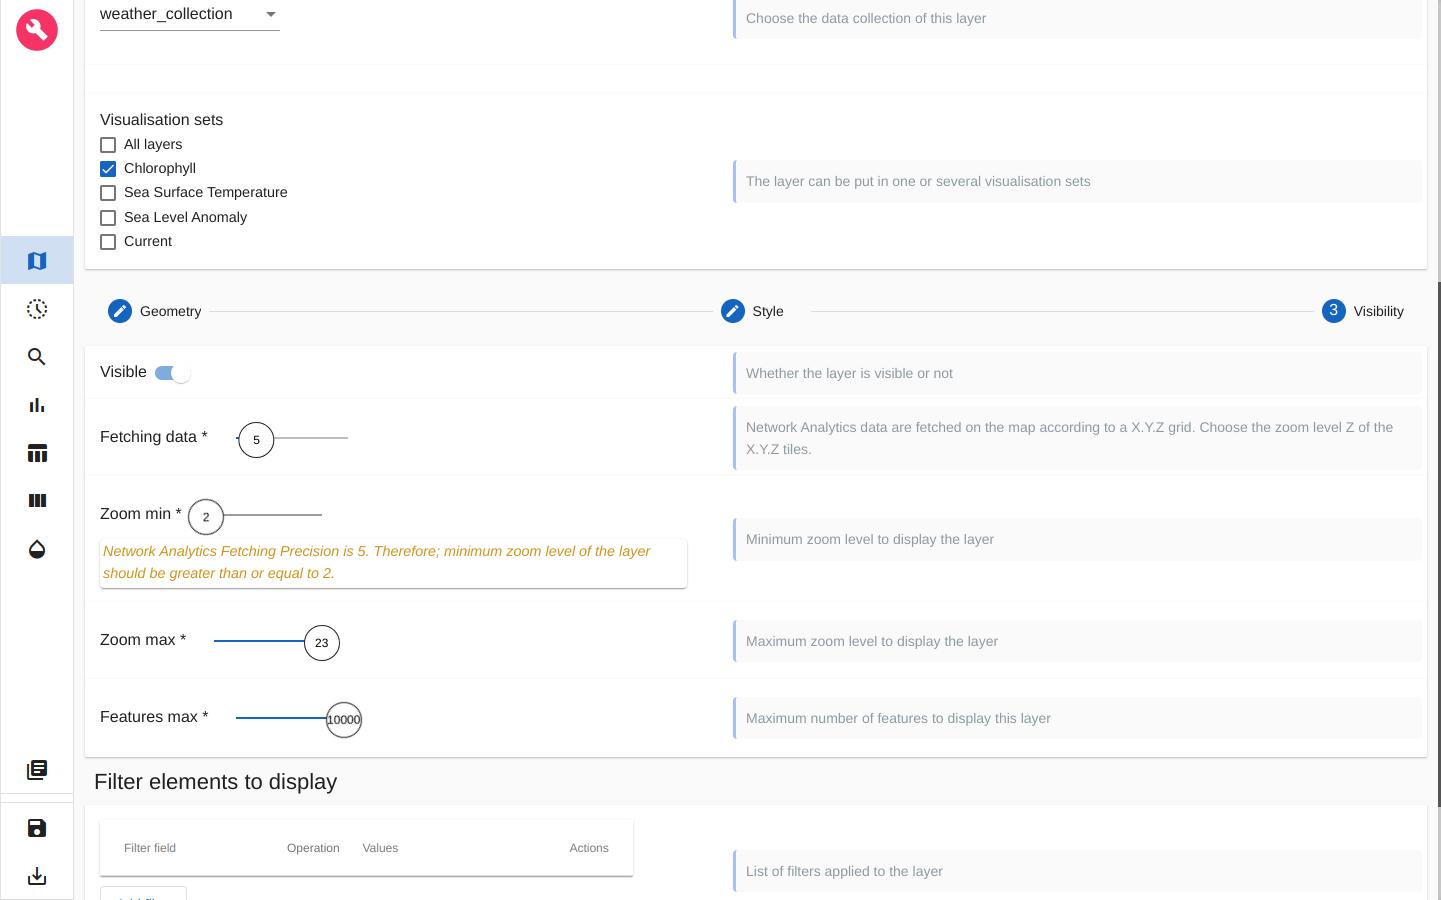 weather_collection
Choose the data collection of this layer
Visualisation sets
All layers
Chlorophyll
Sea Surface Temperature
Sea Level Anomaly
Current
The layer can be put in one or several visualisation sets
Geometry
Style
3 Visibility
Visible
Whether the layer is visible or not
Fetching data *
5
Network Analytics data are fetched on the map according to a X.Y.Z grid. Choose the zoom level Z of the
X.Y.Z tiles.
Zoom min *
2
Network Analytics Fetching Precision is 5. Therefore; minimum zoom level of the layer
should be greater than or equal to 2.
Minimum zoom level to display the layer
Zoom max *
23
Maximum zoom level to display the layer
Features max *
10000
Maximum number of features to display this layer
Filter elements to display
Filter field Operation Values Actions
List of filters applied to the layer